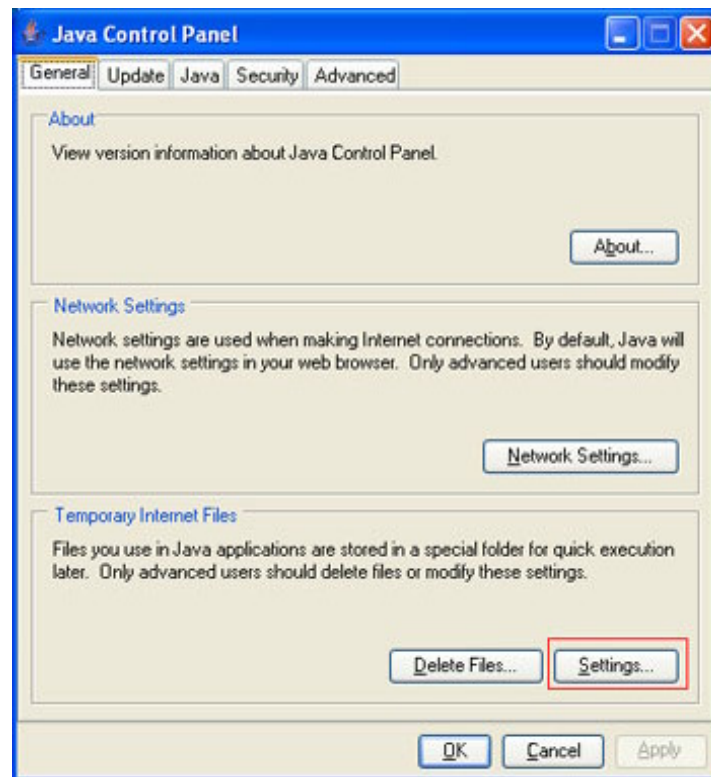 Java Control Panel
General Update Java Security Advanced
About
View version information about Java Control Panel.
About...
Network Settings
Network settings are used when making Internet connections. By default, Java will
use the network settings in your web browser. Only advanced users should modify
these settings.
Network Settings...
Temporary Internet Files
Files you use in Java applications are stored in a special folder for quick execution
later. Only advanced users should delete files or modify these settings.
Delete Files... Settings...
OK Cancel Apply